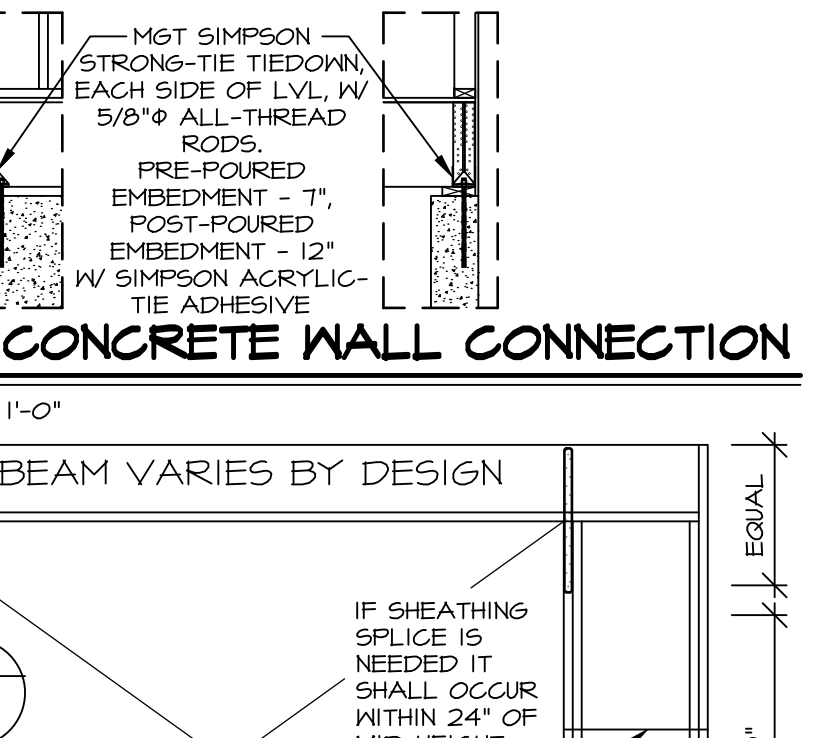 MGT SIMPSON
STRONG-TIE TIEDOWN,
EACH SIDE OF LVL, W/
5/8"Φ ALL-THREAD
RODS.
PRE-POURED
EMBEDMENT - 7",
POST-POURED
EMBEDMENT - 12"
W/ SIMPSON ACRYLIC-
TIE ADHESIVE
CONCRETE WALL CONNECTION
1'-0"
BEAM VARIES BY DESIGN
EQUAL
IF SHEATHING
SPLICE IS
NEEDED IT
SHALL OCCUR
WITHIN 24" OF
MID-HEIGHT